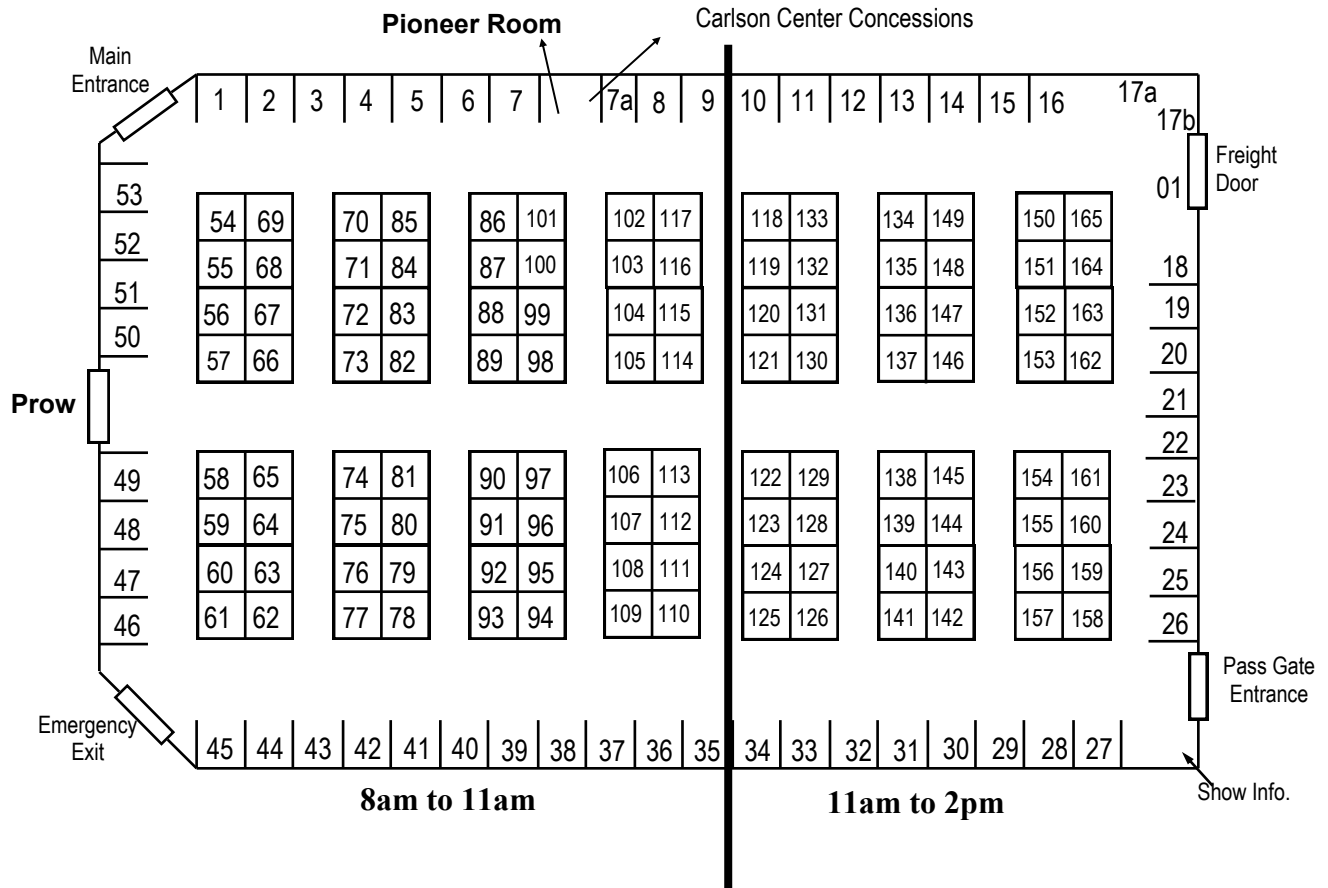 Pioneer Room
Carlson Center Concessions
Main
Entrance
1 2 3 4 5 6 7 7a 8 9 10 11 12 13 14 15 16 17a
17b
Freight
Door
01
53
52
51
50
54 69 70 85 86 101 102 117 118 133 134 149 150 165
55 68 71 84 87 100 103 116 119 132 135 148 151 164
56 67 72 83 88 99 104 115 120 131 136 147 152 163
57 66 73 82 89 98 105 114 121 130 137 146 153 162
18
19
20
21
22
23
24
25
26
Prow
49
48
47
46
58 65 74 81 90 97 106 113 122 129 138 145 154 161
59 64 75 80 91 96 107 112 123 128 139 144 155 160
60 63 76 79 92 95 108 111 124 127 140 143 156 159
61 62 77 78 93 94 109 110 125 126 141 142 157 158
Pass Gate
Entrance
Emergency
Exit
45 44 43 42 41 40 39 38 37 36 35 34 33 32 31 30 29 28 27
Show Info.
8am to 11am
11am to 2pm